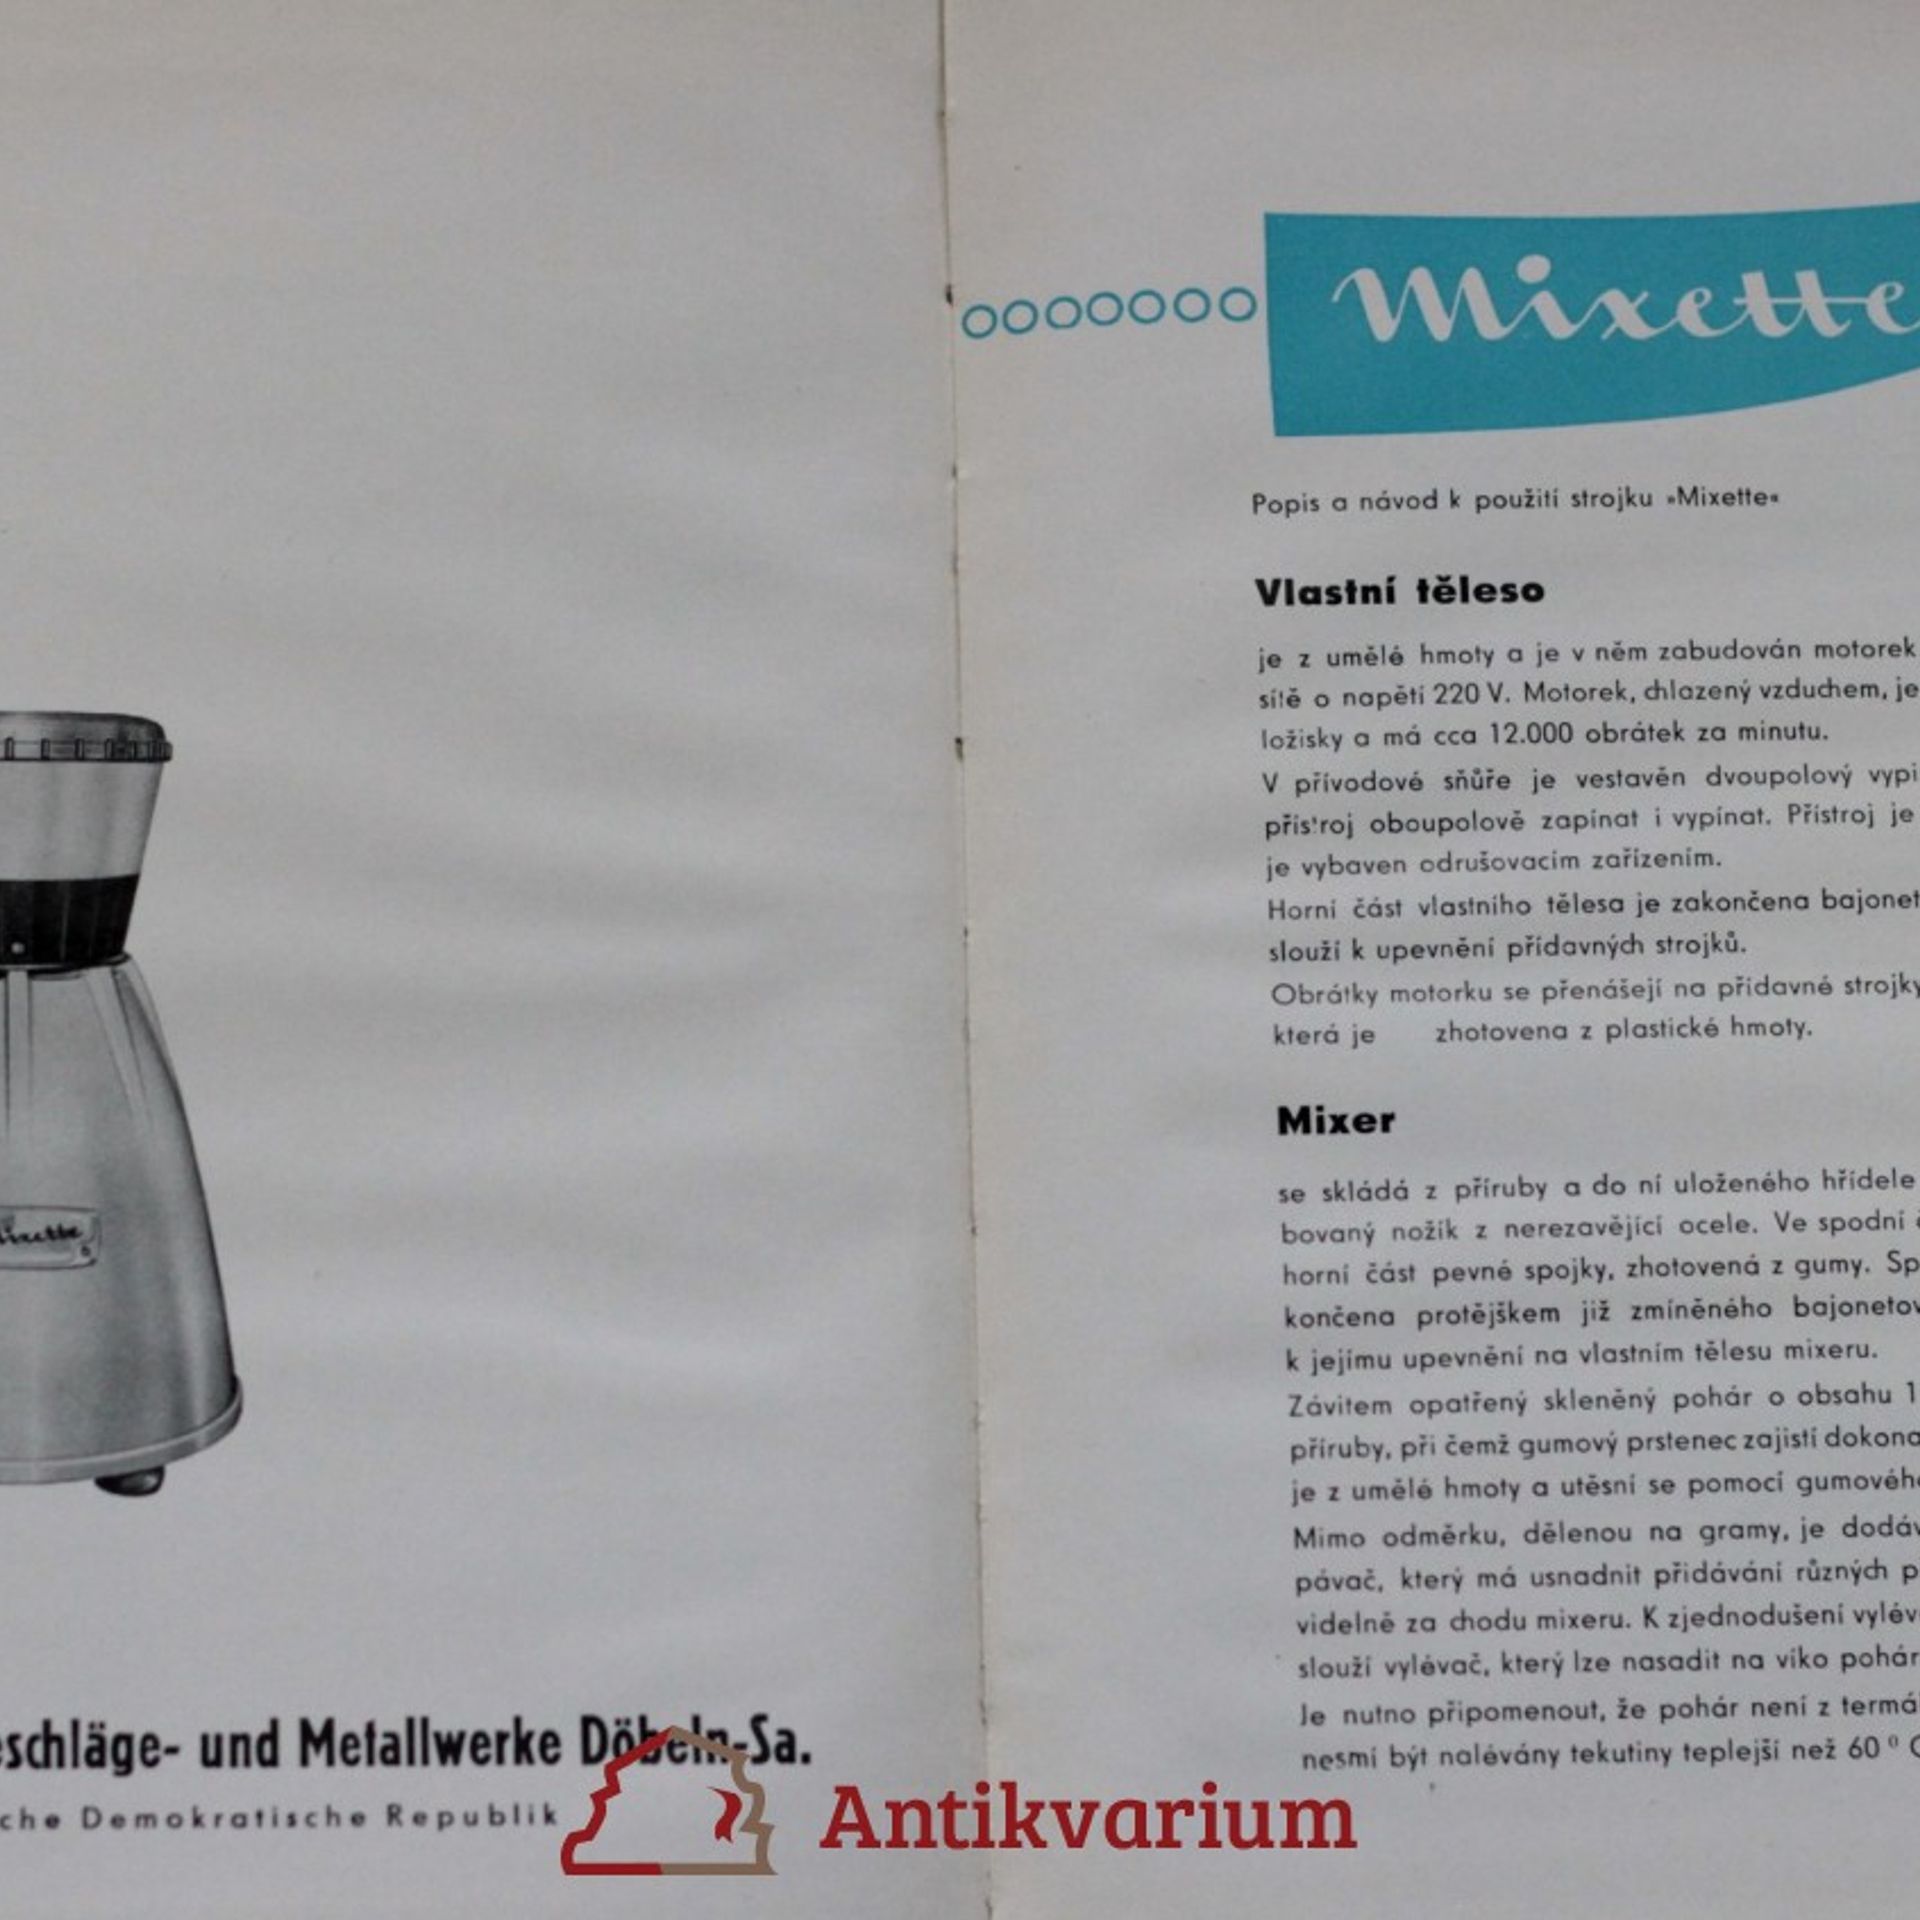 Mixette
und Metallwerke Döbeln-Sa.
Demokratische Republik
Mixette
Popis a návod k použití strojku »Mixette«
Vlastní těleso
je z umělé hmoty a je v něm zabudován motorek
sítě o napětí 220 V. Motorek, chlazený vzduchem, je
ložisky a má cca 12.000 obrátek za minutu.
V přívodové šňůře je vestavěn dvoupolový
přístroj oboupolově zapínat i vypínat. Přístroj je
je vybaven odrušovacím zařízením.
Horní část vlastního tělesa je zakončena
slouží k upevnění přídavných strojků.
Obrátky motorku se přenášejí na přídavné strojky
která je zhotovena z plastické hmoty.
Mixer
se skládá z příruby a do ní uloženého hřídele
bovaný nožík z nerezavějící ocele. Ve spodní
horní část pevné spojky, zhotovená z gumy.
končena protějškem již zmíněného
k jejímu upevnění na vlastním tělesu mixeru.
Závitem opatřený skleněný pohár o obsahu 1
příruby, při čemž gumový prstenec zajistí
je z umělé hmoty a utěsní se pomocí
Mimo odměrku, dělenou na gramy, je
pávač, který má usnadnit přidávání různých
videlně za chodu mixeru. K zjednodušení
slouží vylévač, který lze nasadit na víko
Je nutno připomenout, že pohár není z
nesmí být nalévány tekutiny teplejší než 60° C
Antikvarium